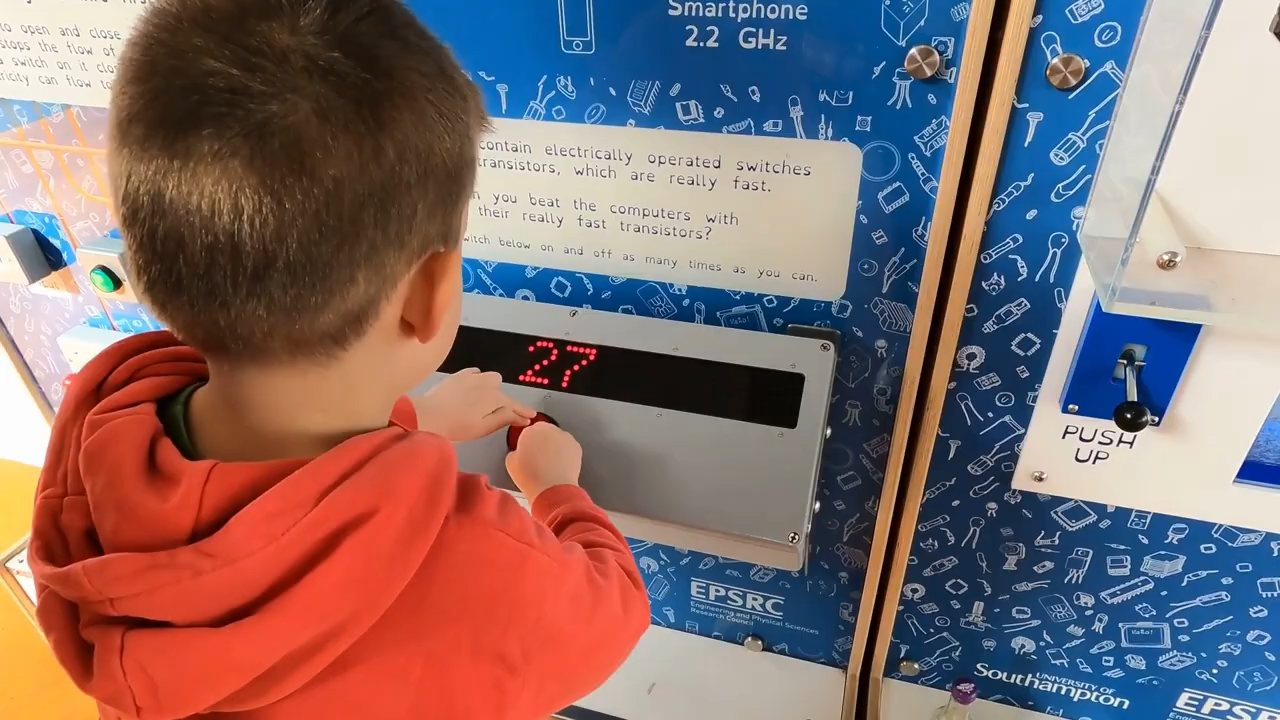 to open and close
stops the flow of
switch on it clo
ricity can flow to
Smartphone
2.2 GHz
contain electrically operated switches
transistors, which are really fast.
you beat the computers with
their really fast transistors?
witch below on and off as many times as you can.
27
PUSH
UP
EPSRC
Engineering and Physical Sciences
Research Council
UNIVERSITY OF
Southampton
EPS